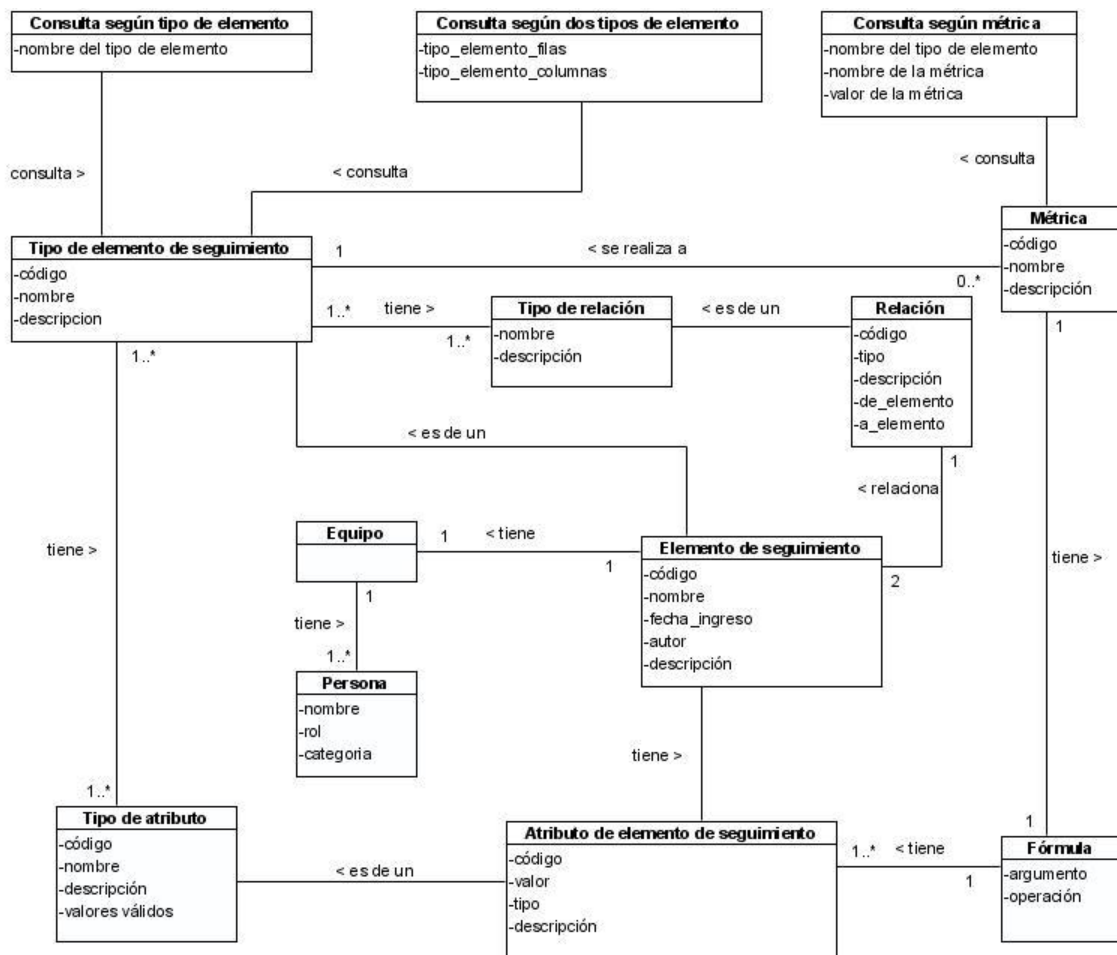 Consulta según tipo de elemento
-nombre del tipo de elemento
Consulta según dos tipos de elemento
-tipo_elemento_filas
-tipo_elemento_columnas
Consulta según métrica
-nombre del tipo de elemento
-nombre de la métrica
-valor de la métrica
consulta >
< consulta
< consulta
Tipo de elemento de seguimiento
-código
-nombre
-descripcion
1
< se realiza a
0..*
Métrica
-código
-nombre
-descripción
1..*
tiene >
1..*
Tipo de relación
-nombre
-descripción
< es de un
Relación
-código
-tipo
-descripción
-de_elemento
-a_elemento
1..*
1
< es de un
1
< relaciona
tiene >
Equipo
1
< tiene
1
Elemento de seguimiento
-código
-nombre
-fecha_ingreso
-autor
-descripción
2
tiene >
1
tiene >
1..*
Persona
-nombre
-rol
-categoria
tiene >
1..*
Tipo de atributo
-código
-nombre
-descripción
-valores válidos
< es de un
Atributo de elemento de seguimiento
-código
-valor
-tipo
-descripción
1..*
< tiene
1
1
Fórmula
-argumento
-operación